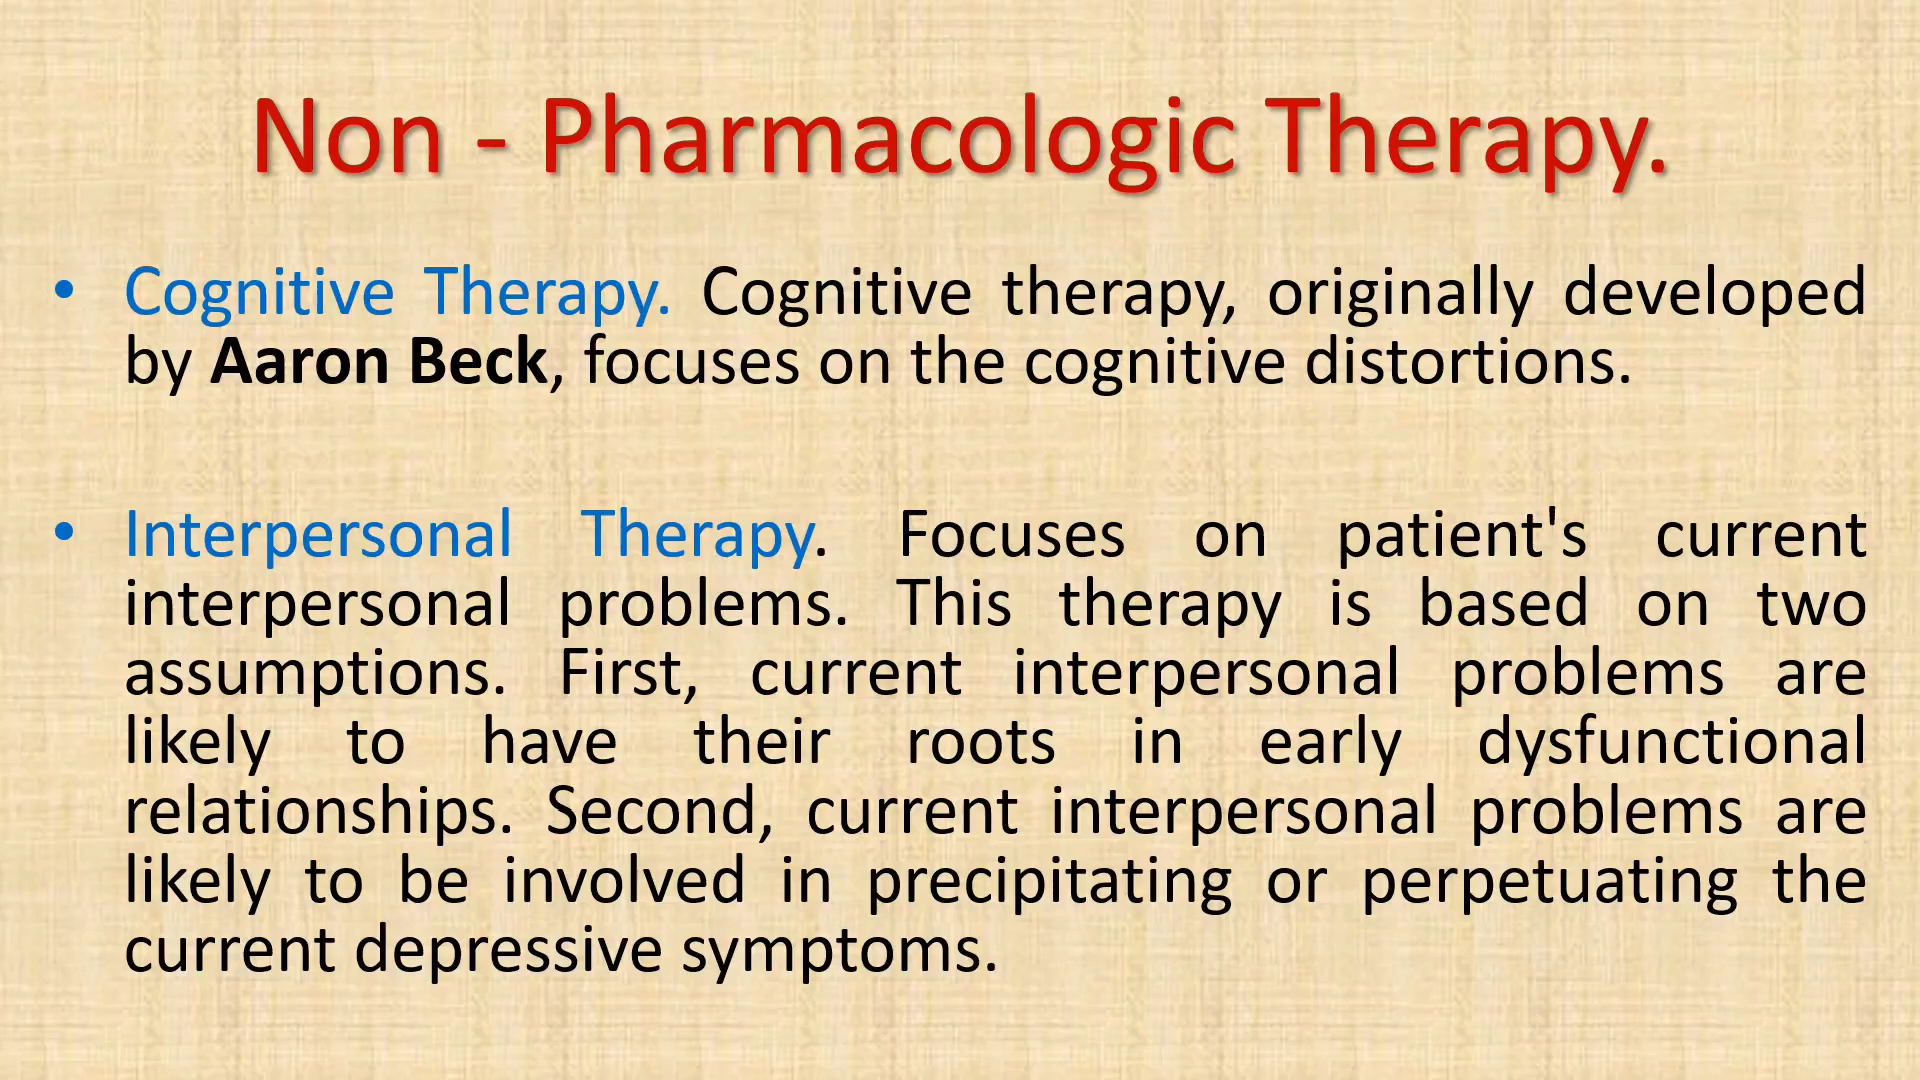 Non - Pharmacologic Therapy.
• Cognitive Therapy. Cognitive therapy, originally developed
by Aaron Beck, focuses on the cognitive distortions.
• Interpersonal Therapy. Focuses on patient's current
interpersonal problems. This therapy is based on two
assumptions. First, current interpersonal problems are
likely to have their roots in early dysfunctional
relationships. Second, current interpersonal problems are
likely to be involved in precipitating or perpetuating the
current depressive symptoms.